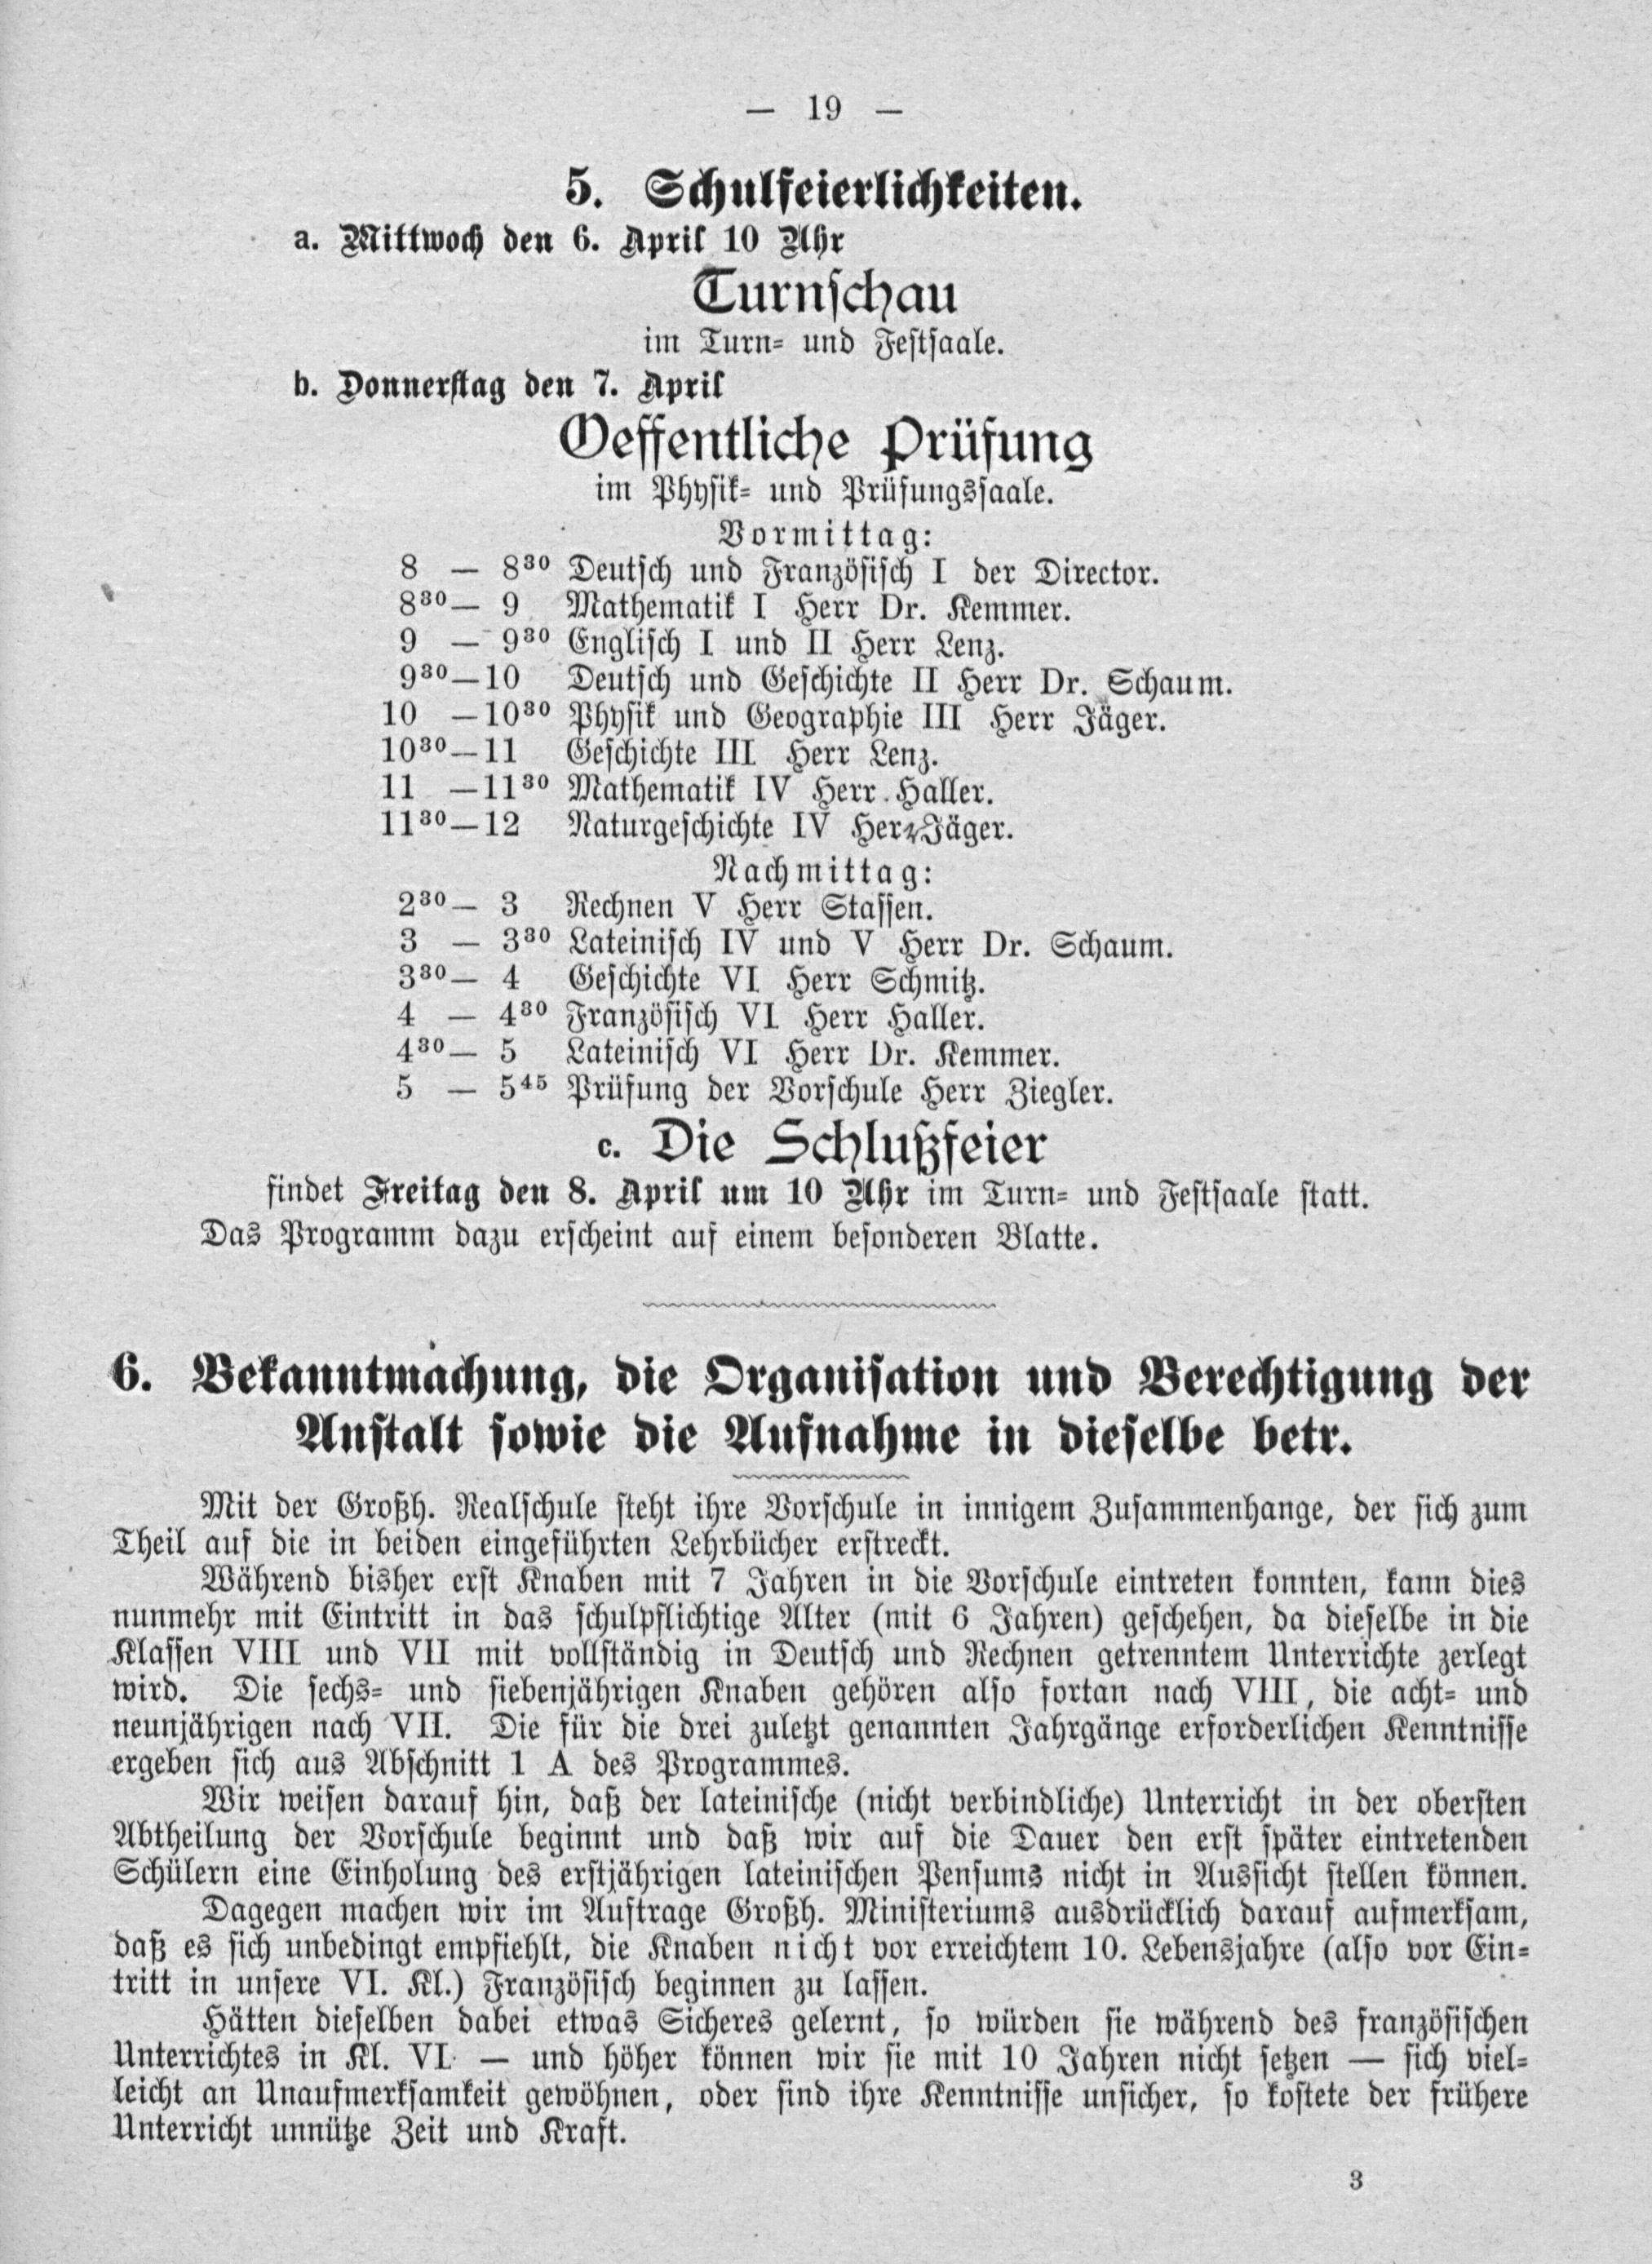 — 19 —
5. Schulfeierlichkeiten.
a. Mittwoch den 6. April 10 Uhr
Turnschau
im Turn- und Festsaale.
b. Donnerstag den 7. April
Oeffentliche Prüfung
im Physik- und Prüfungssaale.
Vormittag:
8 — 8³⁰ Deutsch und Französisch I der Director.
8³⁰— 9 Mathematik I Herr Dr. Kemmer.
9 — 9³⁰ Englisch I und II Herr Lenz.
9³⁰—10 Deutsch und Geschichte II Herr Dr. Schaum.
10 —10³⁰ Physik und Geographie III Herr Jäger.
10³⁰—11 Geschichte III Herr Lenz.
11 —11³⁰ Mathematik IV Herr Haller.
11³⁰—12 Naturgeschichte IV Herr Jäger.
Nachmittag:
2³⁰— 3 Rechnen V Herr Stassen.
3 — 3³⁰ Lateinisch IV und V Herr Dr. Schaum.
3³⁰— 4 Geschichte VI Herr Schmitz.
4 — 4³⁰ Französisch VI Herr Haller.
4³⁰— 5 Lateinisch VI Herr Dr. Kemmer.
5 — 5⁴⁵ Prüfung der Vorschule Herr Ziegler.
c. Die Schlußfeier
findet Freitag den 8. April um 10 Uhr im Turn- und Festsaale statt.
Das Programm dazu erscheint auf einem besonderen Blatte.
6. Bekanntmachung, die Organisation und Berechtigung der
Anstalt sowie die Aufnahme in dieselbe betr.
Mit der Großh. Realschule steht ihre Vorschule in innigem Zusammenhange, der sich zum
Theil auf die in beiden eingeführten Lehrbücher erstreckt.
Während bisher erst Knaben mit 7 Jahren in die Vorschule eintreten konnten, kann dies
nunmehr mit Eintritt in das schulpflichtige Alter (mit 6 Jahren) geschehen, da dieselbe in die
Klassen VIII und VII mit vollständig in Deutsch und Rechnen getrenntem Unterrichte zerlegt
wird. Die sechs- und siebenjährigen Knaben gehören also fortan nach VIII, die acht- und
neunjährigen nach VII. Die für die drei zuletzt genannten Jahrgänge erforderlichen Kenntnisse
ergeben sich aus Abschnitt 1 A des Programmes.
Wir weisen darauf hin, daß der lateinische (nicht verbindliche) Unterricht in der obersten
Abtheilung der Vorschule beginnt und daß wir auf die Dauer den erst später eintretenden
Schülern eine Einholung des erstjährigen lateinischen Pensums nicht in Aussicht stellen können.
Dagegen machen wir im Auftrage Großh. Ministeriums ausdrücklich darauf aufmerksam,
daß es sich unbedingt empfiehlt, die Knaben nicht vor erreichtem 10. Lebensjahre (also vor Ein-
tritt in unsere VI. Kl.) Französisch beginnen zu lassen.
Hätten dieselben dabei etwas Sicheres gelernt, so würden sie während des französischen
Unterrichtes in Kl. VI — und höher können wir sie mit 10 Jahren nicht setzen — sich viel-
leicht an Unaufmerksamkeit gewöhnen, oder sind ihre Kenntnisse unsicher, so kostete der frühere
Unterricht unnütze Zeit und Kraft.
3